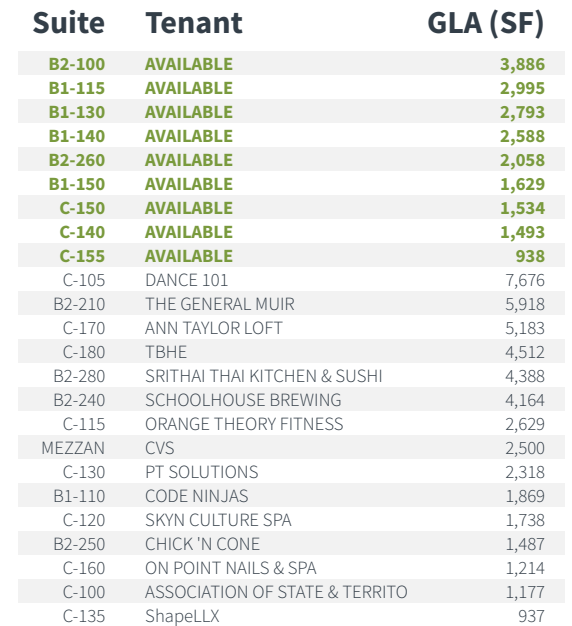 Suite Tenant GLA (SF)
B2-100 AVAILABLE 3,886
B1-115 AVAILABLE 2,995
B1-130 AVAILABLE 2,793
B1-140 AVAILABLE 2,588
B2-260 AVAILABLE 2,058
B1-150 AVAILABLE 1,629
C-150 AVAILABLE 1,534
C-140 AVAILABLE 1,493
C-155 AVAILABLE 938
C-105 DANCE 101 7,676
B2-210 THE GENERAL MUIR 5,918
C-170 ANN TAYLOR LOFT 5,183
C-180 TBHE 4,512
B2-280 SRITHAI THAI KITCHEN & SUSHI 4,388
B2-240 SCHOOLHOUSE BREWING 4,164
C-115 ORANGE THEORY FITNESS 2,629
MEZZAN CVS 2,500
C-130 PT SOLUTIONS 2,318
B1-110 CODE NINJAS 1,869
C-120 SKYN CULTURE SPA 1,738
B2-250 CHICK 'N CONE 1,487
C-160 ON POINT NAILS & SPA 1,214
C-100 ASSOCIATION OF STATE & TERRITO 1,177
C-135 ShapeLLX 937